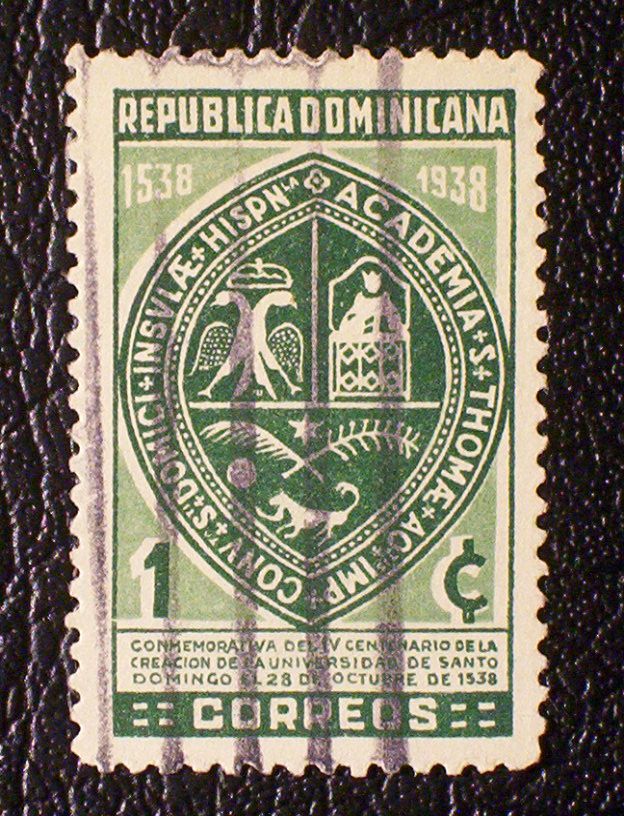 REPUBLICA DOMINICANA
1538 1938
ACADEMIA + S + THOMÆ + AC + IMP + CONV + S + DOMICI + INSVLÆ + HISPNᴬ
1 ¢
CONMEMORATIVA DEL IV CENTENARIO DE LA
CREACION DE LA UNIVERSIDAD DE SANTO
DOMINGO EL 28 DE OCTUBRE DE 1538
CORREOS